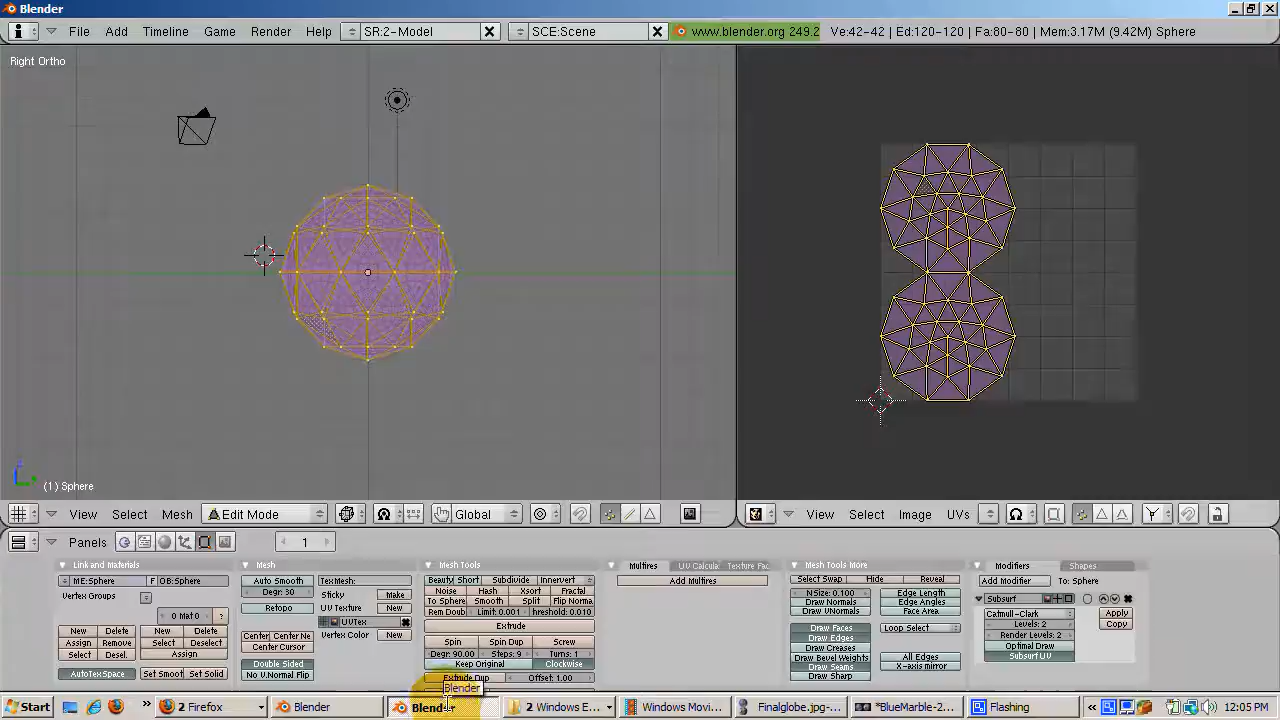 Blender
File Add Timeline Game Render Help SR:2-Model SCE:Scene www.blender.org 249.2 Ve:42-42 | Ed:120-120 | Fa:80-80 | Mem:3.17M (9.42M) Sphere
Right Ortho
(1) Sphere
View Select Mesh Edit Mode Global
View Select Image UVs
Panels 1
Link and Materials
ME:Sphere F OB:Sphere
Vertex Groups
0 Mat 0 ?
New Delete New Delete
Assign Remove Select Deselect
Select Desel. Assign
AutoTexSpace Set Smoot Set Solid
Mesh
Auto Smooth TexMesh:
Degr: 30 Sticky Make
Retopo UV Texture New
UVTex
Center Center Ne Vertex Color New
Center Cursor
Double Sided
No V.Normal Flip
Mesh Tools
Beauty Short Subdivide Innervert
Noise Hash Xsort Fractal
To Sphere Smooth Split Flip Norma
Rem Doub Limit: 0.001 hreshold: 0.010
Extrude
Spin Spin Dup Screw
Degr: 90.00 Steps: 9 Turns: 1
Keep Original Clockwise
Extrude Dup Offset: 1.00
Blender
Multires UV Calcula Texture Fac
Add Multires
Mesh Tools More
Select Swap Hide Reveal
NSize: 0.100 Edge Length
Draw Normals Edge Angles
Draw VNormals Face Area
Draw Faces Loop Select
Draw Edges
Draw Creases
Draw Bevel Weights All Edges
Draw Seams X-axis mirror
Draw Sharp
Modifiers Shapes
Add Modifier To: Sphere
Subsurf
Catmull-Clark Apply
Levels: 2 Copy
Render Levels: 2
Optimal Draw
Subsurf UV
Start 2 Firefox Blender Blender 2 Windows E... Windows Movi... Finalglobe.jpg-... *BlueMarble-2... Flashing 12:05 PM